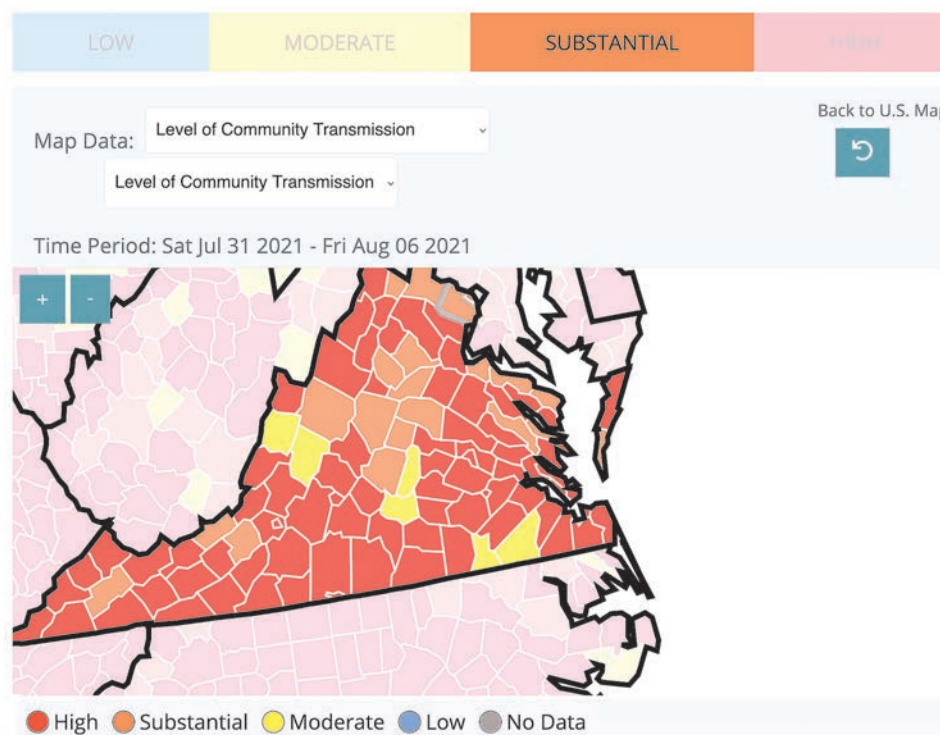 LOW MODERATE SUBSTANTIAL HIGH
Back to U.S. Map
Map Data: Level of Community Transmission
Level of Community Transmission
Time Period: Sat Jul 31 2021 - Fri Aug 06 2021
+ -
High Substantial Moderate Low No Data